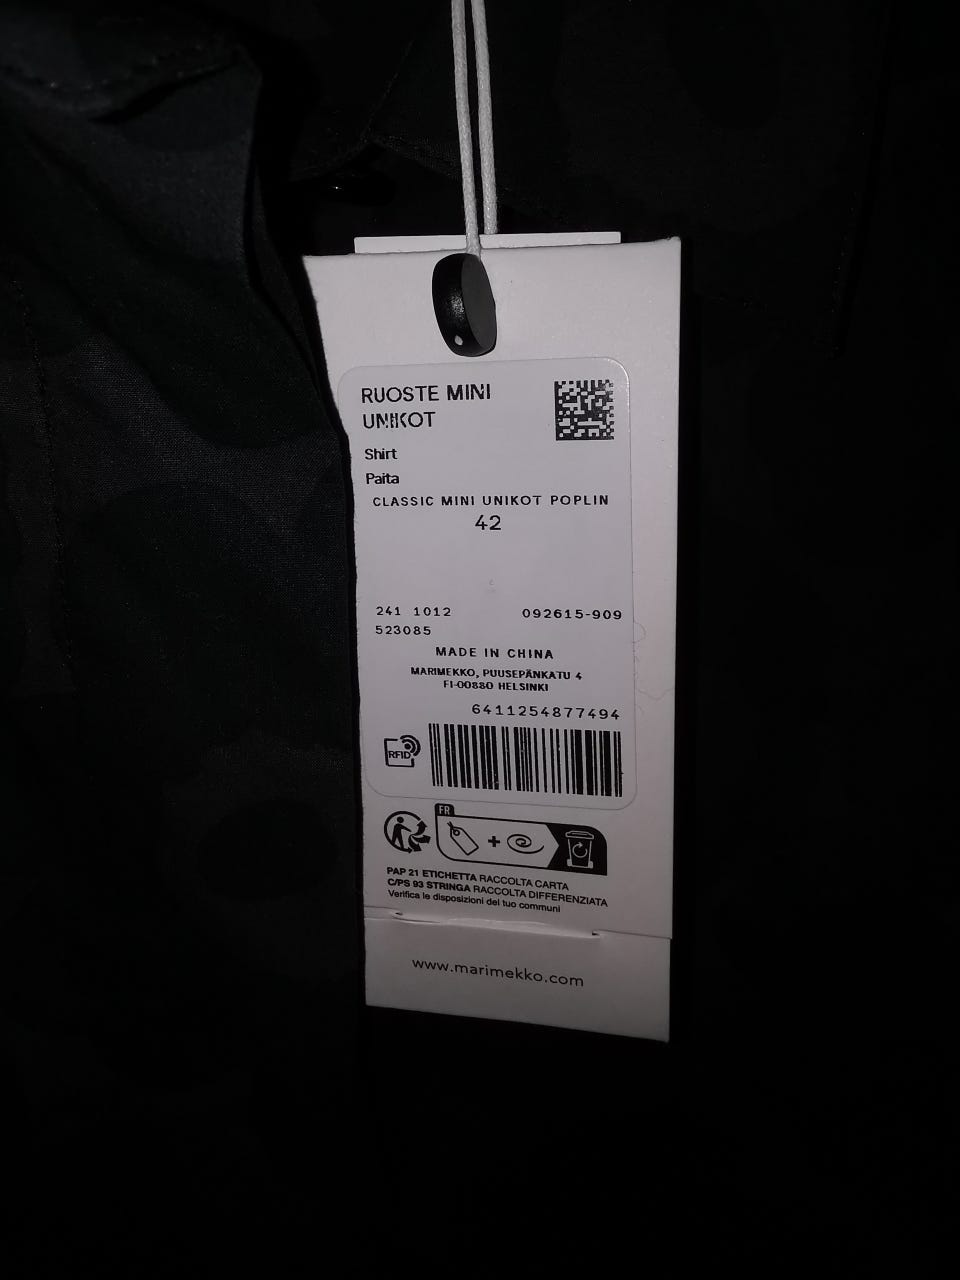 RUOSTE MINI
UNIKOT
Shirt
Paita
CLASSIC MINI UNIKOT POPLIN
42
241 1012 092615-909
523085
MADE IN CHINA
MARIMEKKO, PUUSEPÄNKATU 4
FI-00880 HELSINKI
6411254877494
RFID
FR
PAP 21 ETICHETTA RACCOLTA CARTA
C/PS 93 STRINGA RACCOLTA DIFFERENZIATA
Verifica le disposizioni del tuo communi
www.marimekko.com